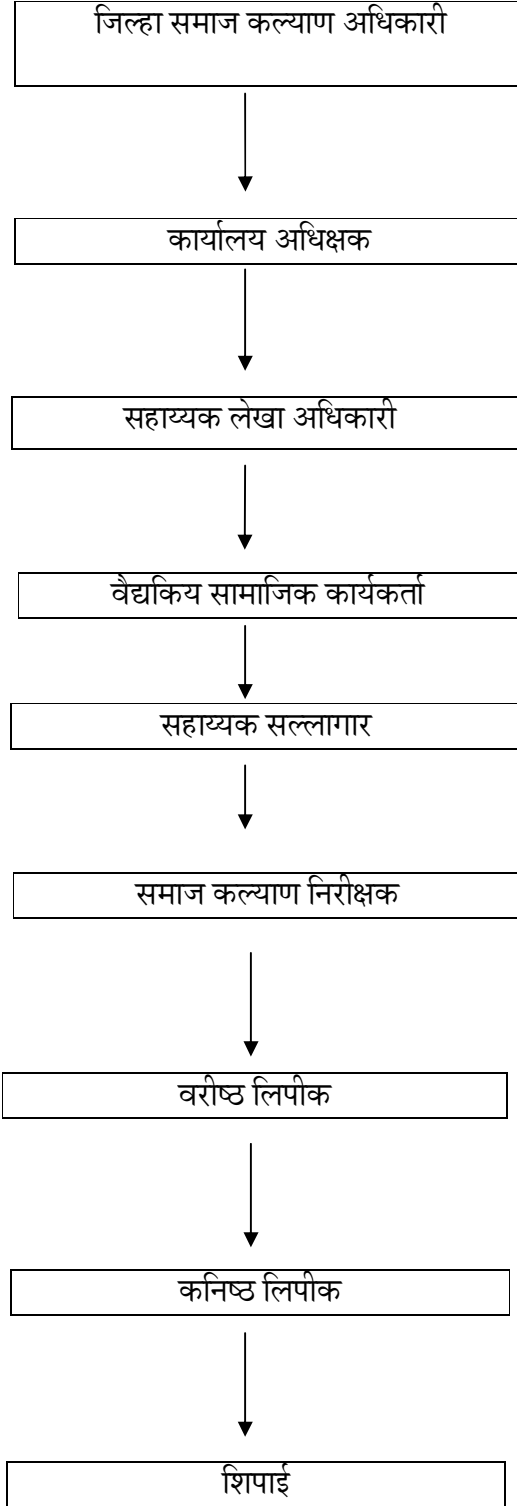 जिल्हा समाज कल्याण अधिकारी
कार्यालय अधिक्षक
सहाय्यक लेखा अधिकारी
वैद्यकिय सामाजिक कार्यकर्ता
सहाय्यक सल्लागार
समाज कल्याण निरीक्षक
वरीष्ठ लिपीक
कनिष्ठ लिपीक
शिपाई